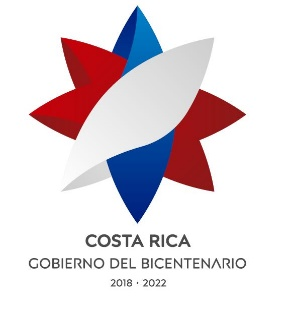 COSTA RICA
GOBIERNO DEL BICENTENARIO
2018 · 2022